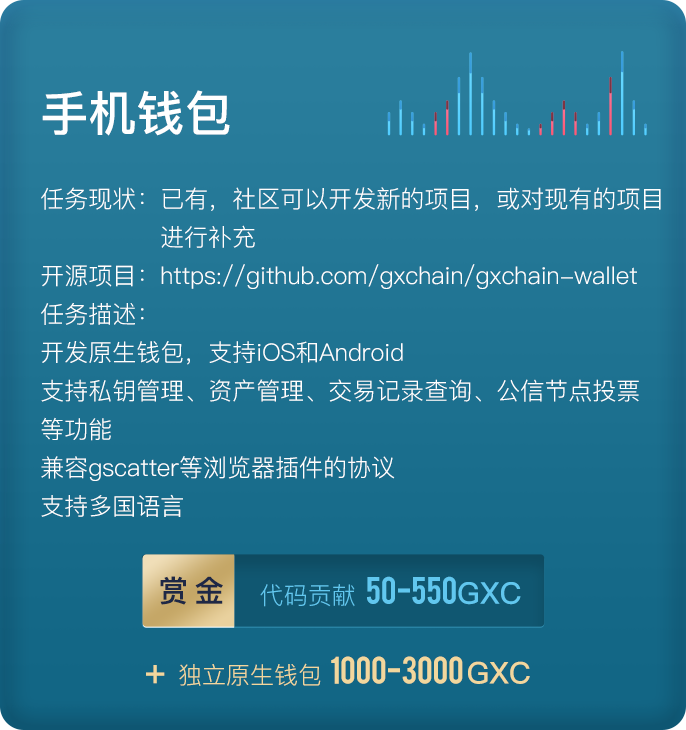 手机钱包
任务现状：已有，社区可以开发新的项目，或对现有的项目
进行补充
开源项目：https://github.com/gxchain/gxchain-wallet
任务描述：
开发原生钱包，支持iOS和Android
支持私钥管理、资产管理、交易记录查询、公信节点投票
等功能
兼容gscatter等浏览器插件的协议
支持多国语言
赏金 代码贡献 50-550GXC
+ 独立原生钱包 1000-3000GXC